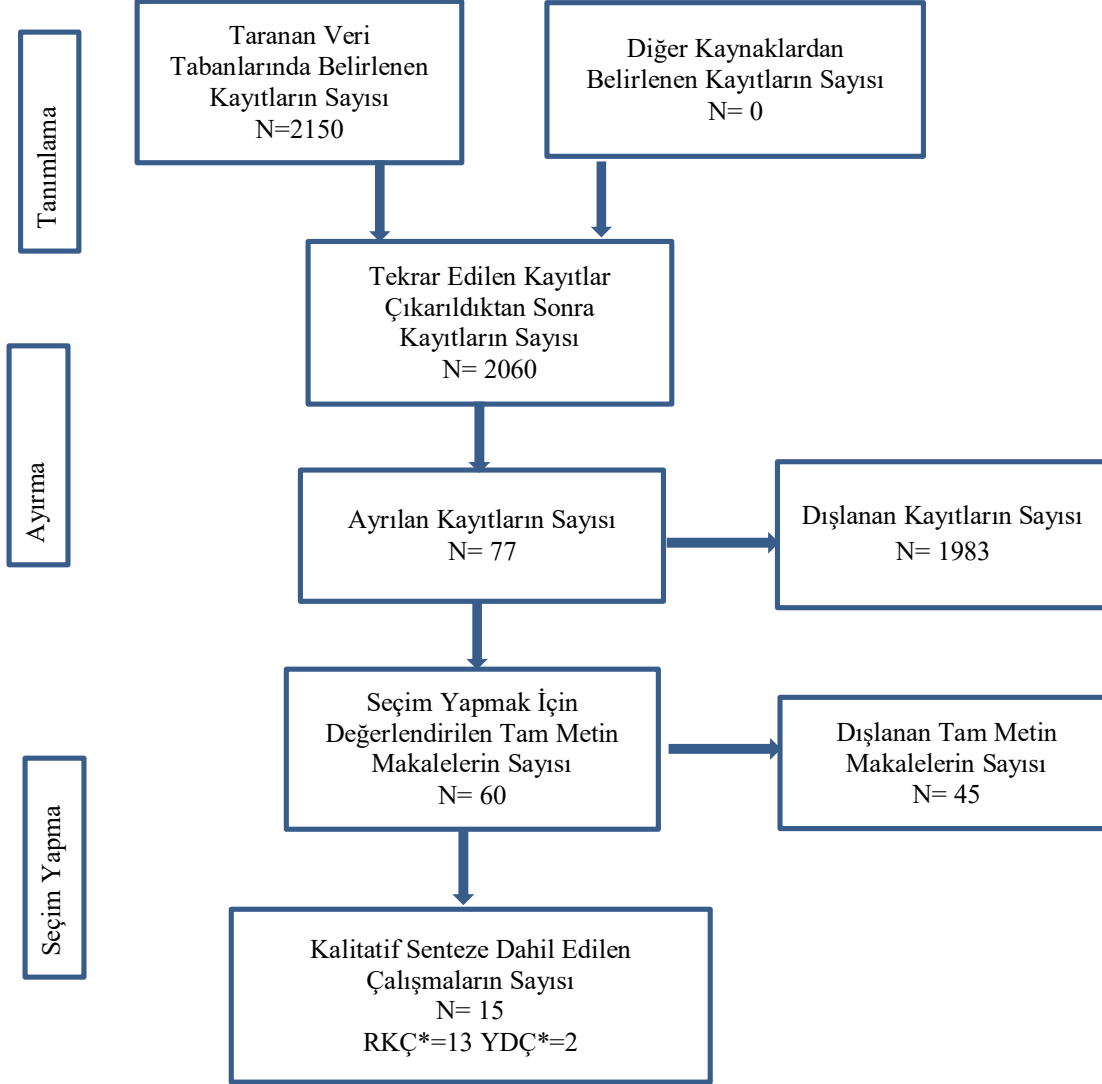 Tanımlama
Taranan Veri
Tabanlarında Belirlenen
Kayıtların Sayısı
N=2150
Diğer Kaynaklardan
Belirlenen Kayıtların Sayısı
N= 0
Tekrar Edilen Kayıtlar
Çıkarıldıktan Sonra
Kayıtların Sayısı
N= 2060
Ayırma
Ayrılan Kayıtların Sayısı
N= 77
Dışlanan Kayıtların Sayısı
N= 1983
Seçim Yapma
Seçim Yapmak İçin
Değerlendirilen Tam Metin
Makalelerin Sayısı
N= 60
Dışlanan Tam Metin
Makalelerin Sayısı
N= 45
Kalitatif Senteze Dahil Edilen
Çalışmaların Sayısı
N= 15
RKÇ*=13 YDÇ*=2